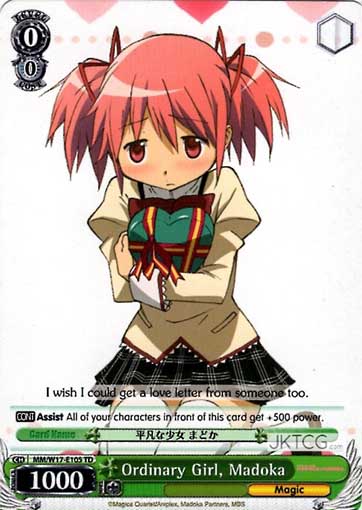 0
0
I wish I could get a love letter from someone too.
CONT Assist All of your characters in front of this card get +500 power.
Card Name
平凡な少女 まどか
JKTCG.com
CH MM/W17-E105 TD
Ordinary Girl, Madoka
1000
Magic
©Magica Quartet/Aniplex, Madoka Partners, MBS